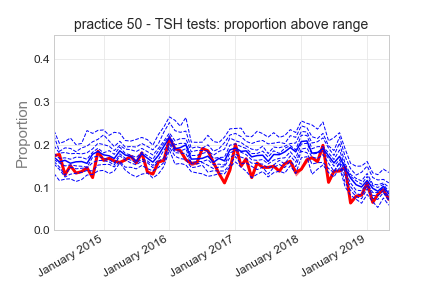 practice 50 - TSH tests: proportion above range
Proportion
0.4
0.3
0.2
0.1
0.0
January 2015
January 2016
January 2017
January 2018
January 2019